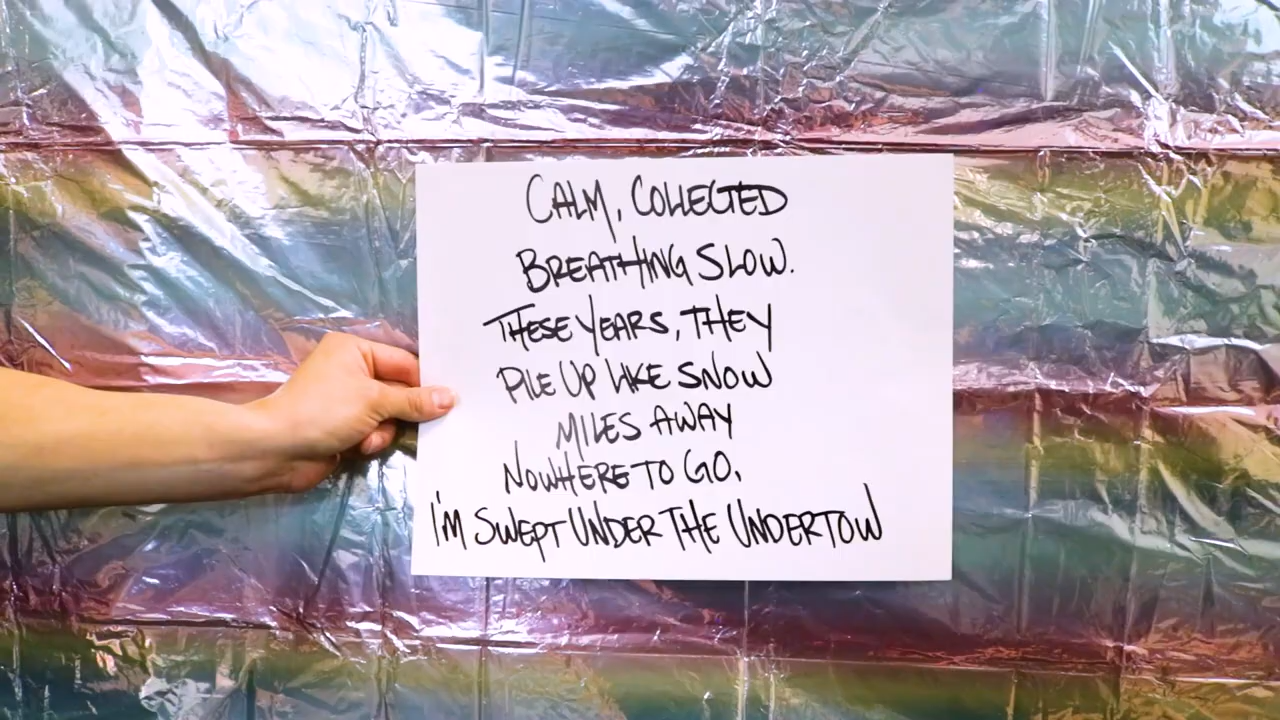 CALM, COLLECTED
BREATHING SLOW.
THESE YEARS, THEY
PILE UP LIKE SNOW
MILES AWAY
NOWHERE TO GO,
I'M SWEPT UNDER THE UNDERTOW